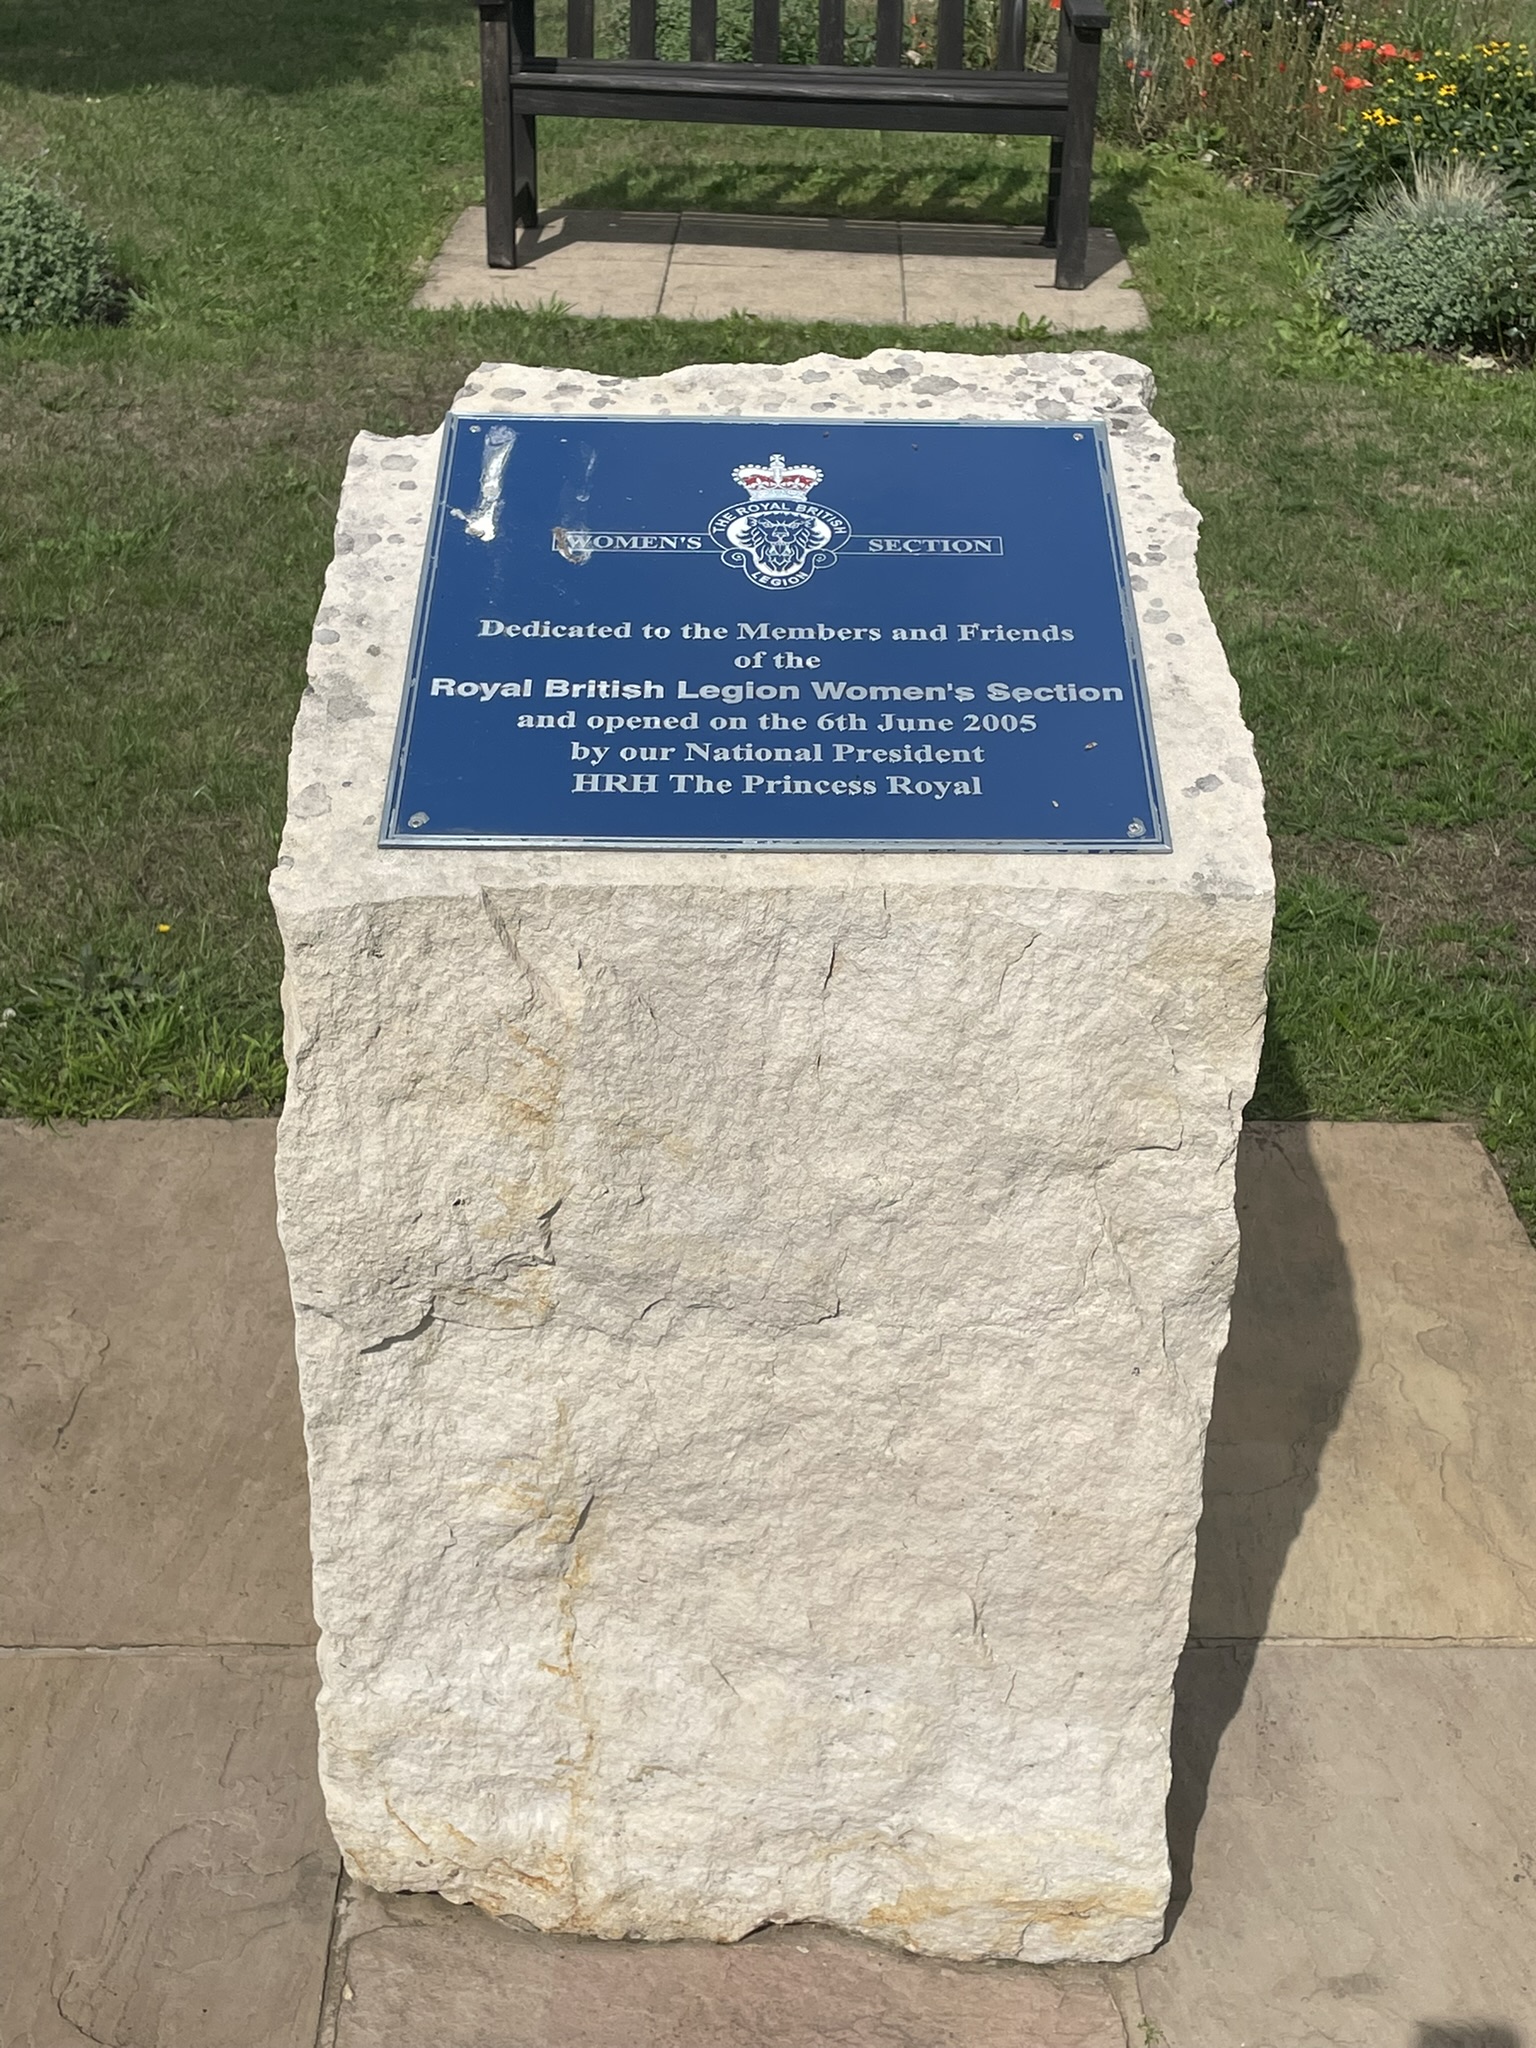 THE ROYAL BRITISH
WOMEN'S SECTION
LEGION
Dedicated to the Members and Friends
of the
Royal British Legion Women's Section
and opened on the 6th June 2005
by our National President
HRH The Princess Royal